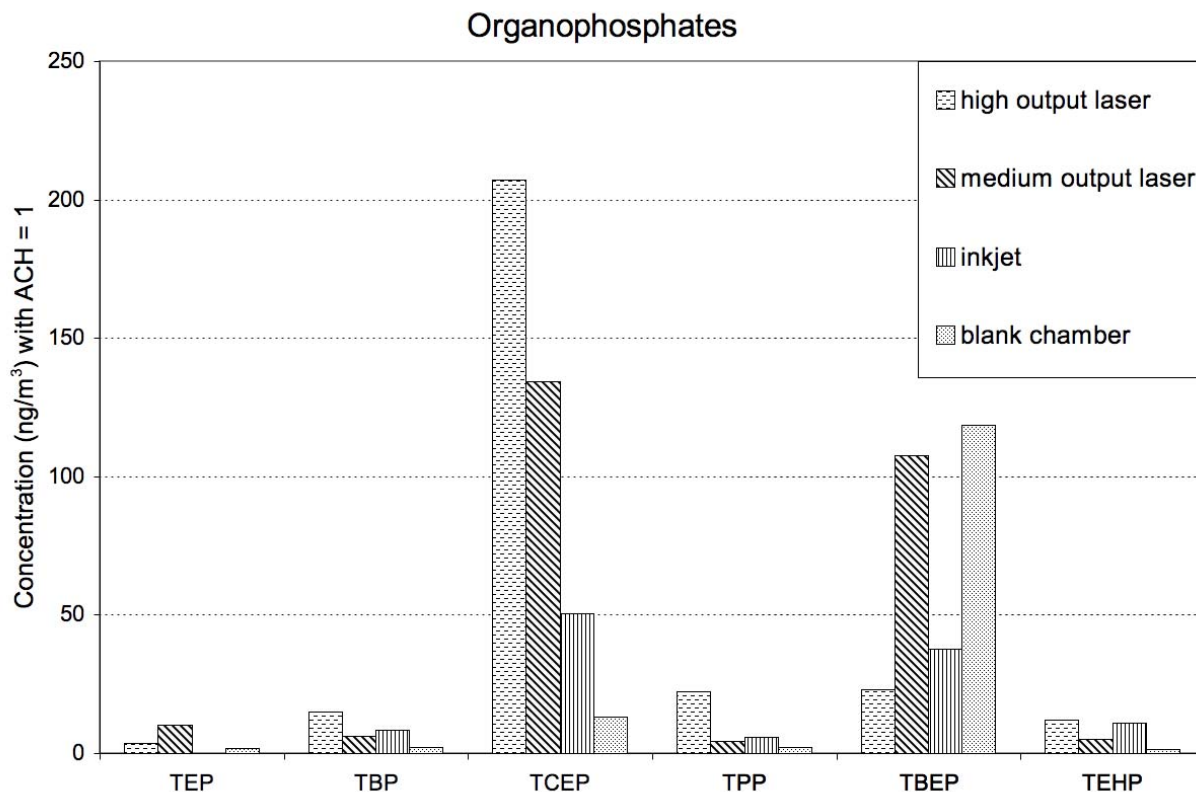 Organophosphates
250
200
150
100
50
0
Concentration (ng/m³) with ACH = 1
high output laser
medium output laser
inkjet
blank chamber
TEP TBP TCEP TPP TBEP TEHP